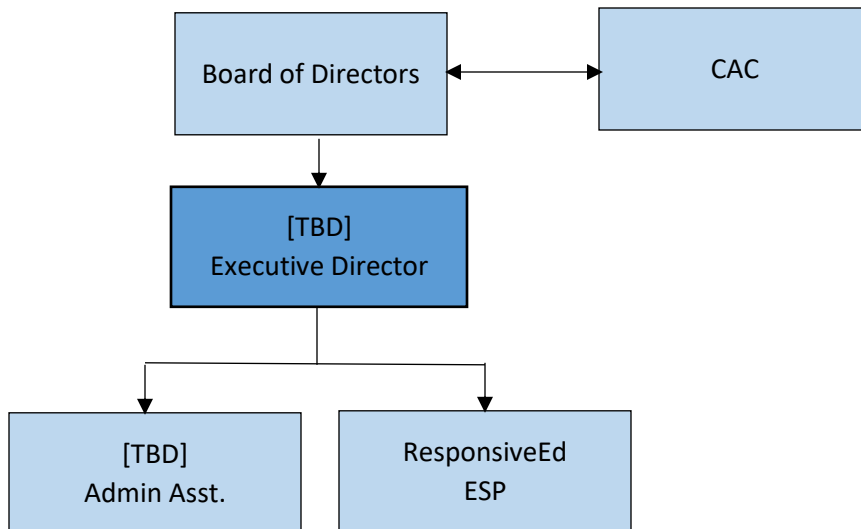 Board of Directors
CAC
[TBD]
Executive Director
[TBD]
Admin Asst.
ResponsiveEd
ESP